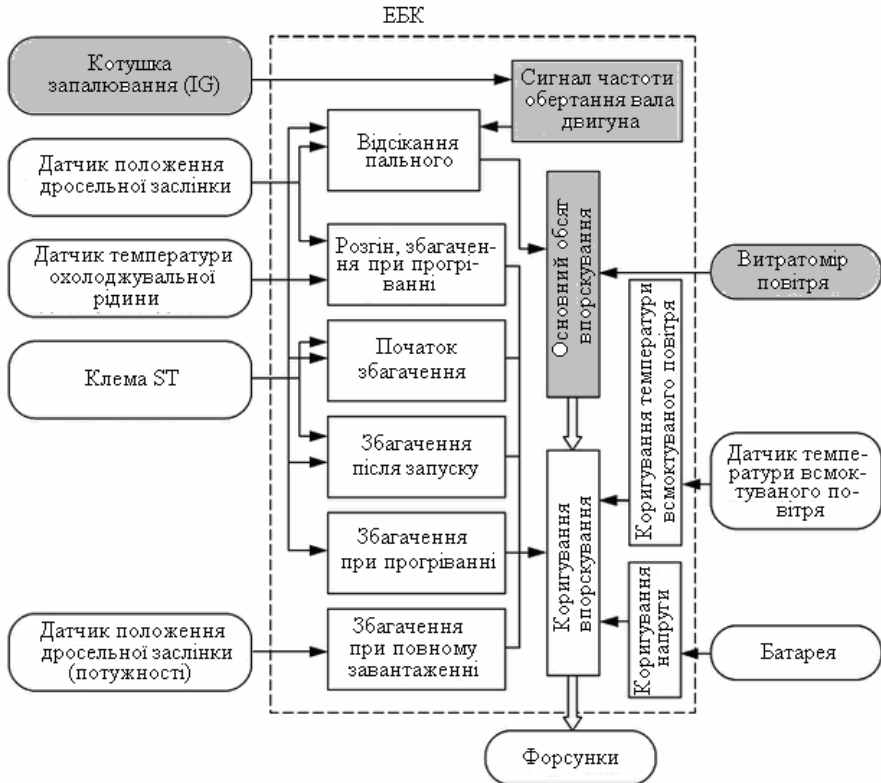 ЕБК
Котушка
запалювання (IG)
Сигнал частоти
обертання вала
двигуна
Відсікання
пального
Датчик положення
дросельної заслінки
Розгін, збагачен-
ня при прогрі-
ванні
Датчик температури
охолоджувальної
рідини
Основний обсяг
впорскування
Витратомір
повітря
Початок
збагачення
Клема ST
Коригування температури
всмоктуваного повітря
Збагачення
після запуску
Датчик темпе-
ратури всмок-
туваного по-
вітря
Збагачення
при прогріванні
Коригування
впорскування
Збагачення
при повному
завантаженні
Датчик положення
дросельної заслінки
(потужності)
Коригування
напруги
Батарея
Форсунки